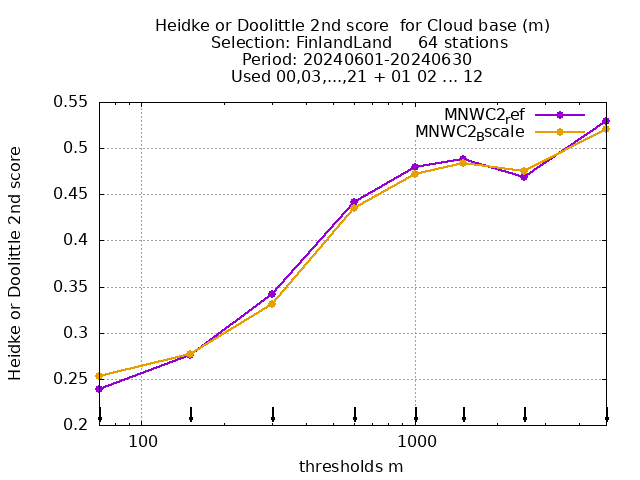 Heidke or Doolittle 2nd score  for Cloud base (m)
Selection: FinlandLand     64 stations
Period: 20240601-20240630
Used 00,03,...,21 + 01 02 ... 12
MNWC2ref
MNWC2Bscale
0.55
0.5
0.45
0.4
0.35
0.3
0.25
0.2
Heidke or Doolittle 2nd score
100
1000
thresholds m